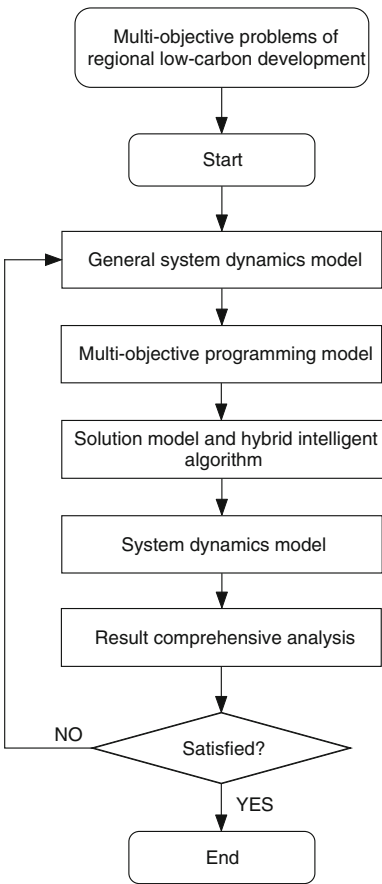 Multi-objective problems of
regional low-carbon development
Start
General system dynamics model
Multi-objective programming model
Solution model and hybrid intelligent
algorithm
System dynamics model
Result comprehensive analysis
NO
Satisfied?
YES
End